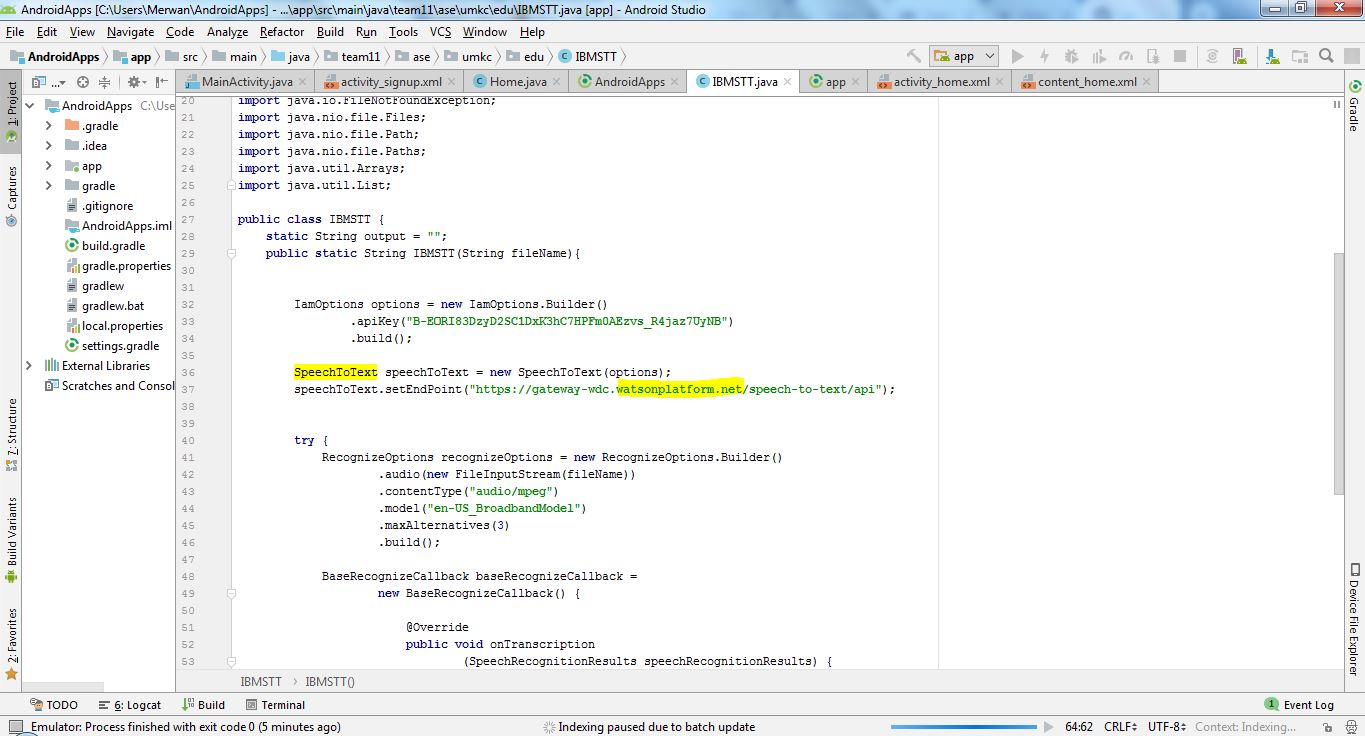 AndroidApps [C:\Users\Merwan\AndroidApps] - ...\app\src\main\java\team11\ase\umkc\edu\IBMSTT.java [app] - Android Studio
File Edit View Navigate Code Analyze Refactor Build Run Tools VCS Window Help
AndroidApps app src main java team11 ase umkc edu IBMSTT app
1: Project
Captures
7: Structure
Build Variants
2: Favorites
AndroidApps C:\Use
.gradle
.idea
app
gradle
.gitignore
AndroidApps.iml
build.gradle
gradle.properties
gradlew
gradlew.bat
local.properties
settings.gradle
External Libraries
Scratches and Consol
MainActivity.java activity_signup.xml Home.java AndroidApps IBMSTT.java app activity_home.xml content_home.xml
20 import java.io.FileNotFoundException;
21 import java.nio.file.Files;
22 import java.nio.file.Path;
23 import java.nio.file.Paths;
24 import java.util.Arrays;
25 import java.util.List;
26
27 public class IBMSTT {
28 static String output = "";
29 public static String IBMSTT(String fileName){
30
31
32 IamOptions options = new IamOptions.Builder()
33 .apiKey("B-EORI83DzyD2SC1DxK3hC7HPFm0AEzvs_R4jaz7UyNB")
34 .build();
35
36 SpeechToText speechToText = new SpeechToText(options);
37 speechToText.setEndPoint("https://gateway-wdc.watsonplatform.net/speech-to-text/api");
38
39
40 try {
41 RecognizeOptions recognizeOptions = new RecognizeOptions.Builder()
42 .audio(new FileInputStream(fileName))
43 .contentType("audio/mpeg")
44 .model("en-US_BroadbandModel")
45 .maxAlternatives(3)
46 .build();
47
48 BaseRecognizeCallback baseRecognizeCallback =
49 new BaseRecognizeCallback() {
50
51 @Override
52 public void onTranscription
53 (SpeechRecognitionResults speechRecognitionResults) {
IBMSTT IBMSTT()
Gradle
Device File Explorer
TODO 6: Logcat Build Terminal 1 Event Log
Emulator: Process finished with exit code 0 (5 minutes ago) Indexing paused due to batch update 64:62 CRLF UTF-8 Context: Indexing...